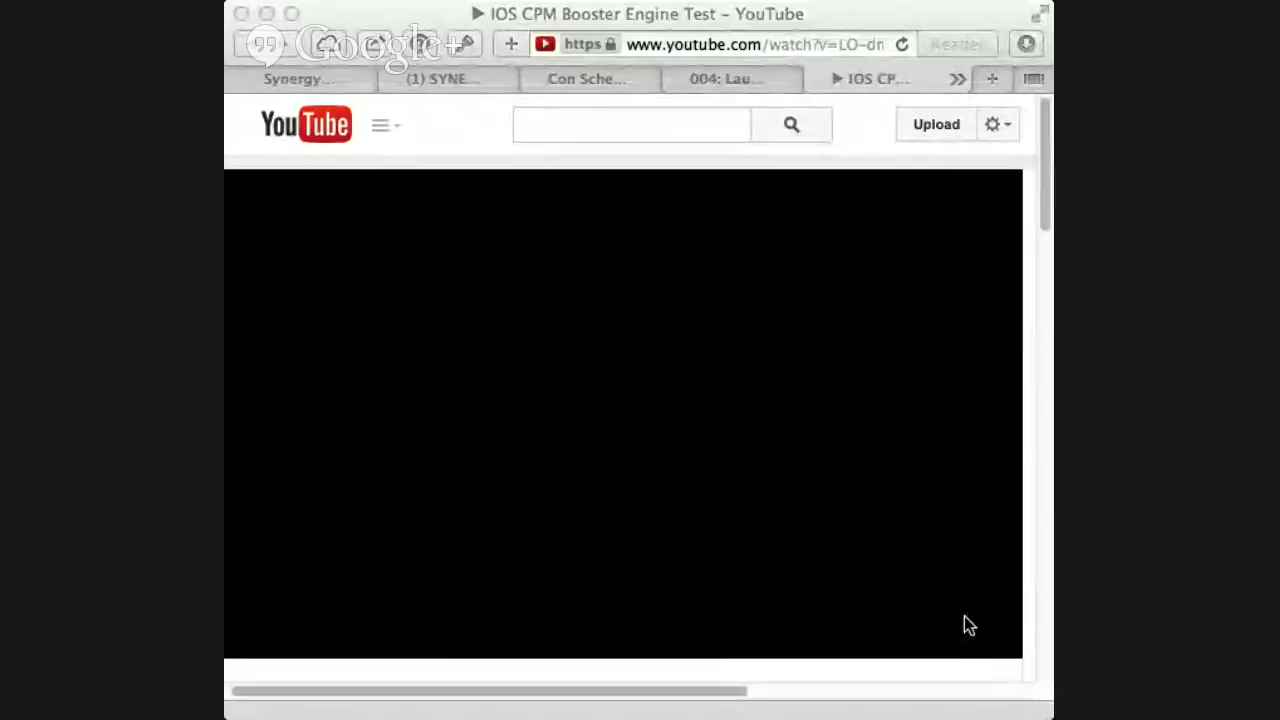 IOS CPM Booster Engine Test – YouTube
Google+
https www.youtube.com/watch?v=LO-dn Reader
Synergy... (1) SYNE... Con Sche... 004: Lau... IOS CP...
YouTube Upload